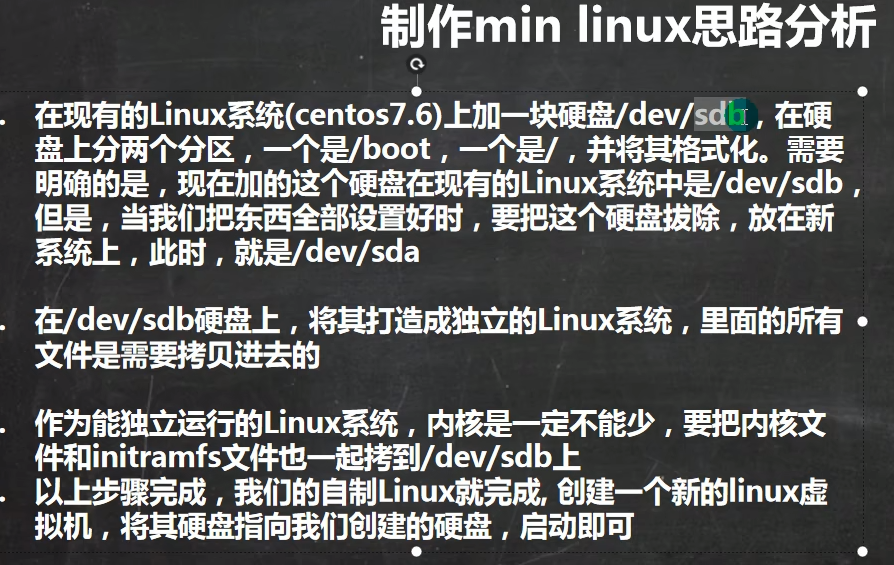 制作min linux思路分析
在现有的Linux系统(centos7.6)上加一块硬盘/dev/sdb，在硬
盘上分两个分区，一个是/boot，一个是/，并将其格式化。需要
明确的是，现在加的这个硬盘在现有的Linux系统中是/dev/sdb，
但是，当我们把东西全部设置好时，要把这个硬盘拔除，放在新
系统上，此时，就是/dev/sda
在/dev/sdb硬盘上，将其打造成独立的Linux系统，里面的所有
文件是需要拷贝进去的
作为能独立运行的Linux系统，内核是一定不能少，要把内核文
件和initramfs文件也一起拷到/dev/sdb上
以上步骤完成，我们的自制Linux就完成, 创建一个新的linux虚
拟机，将其硬盘指向我们创建的硬盘，启动即可